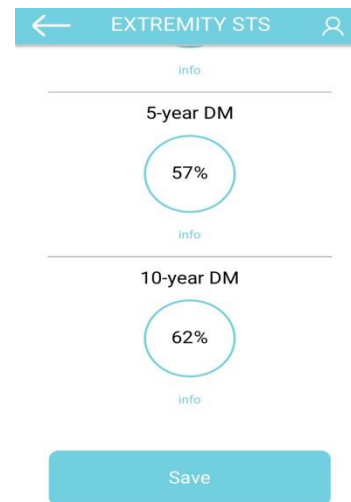 EXTREMITY STS
info
5-year DM
57%
info
10-year DM
62%
info
Save